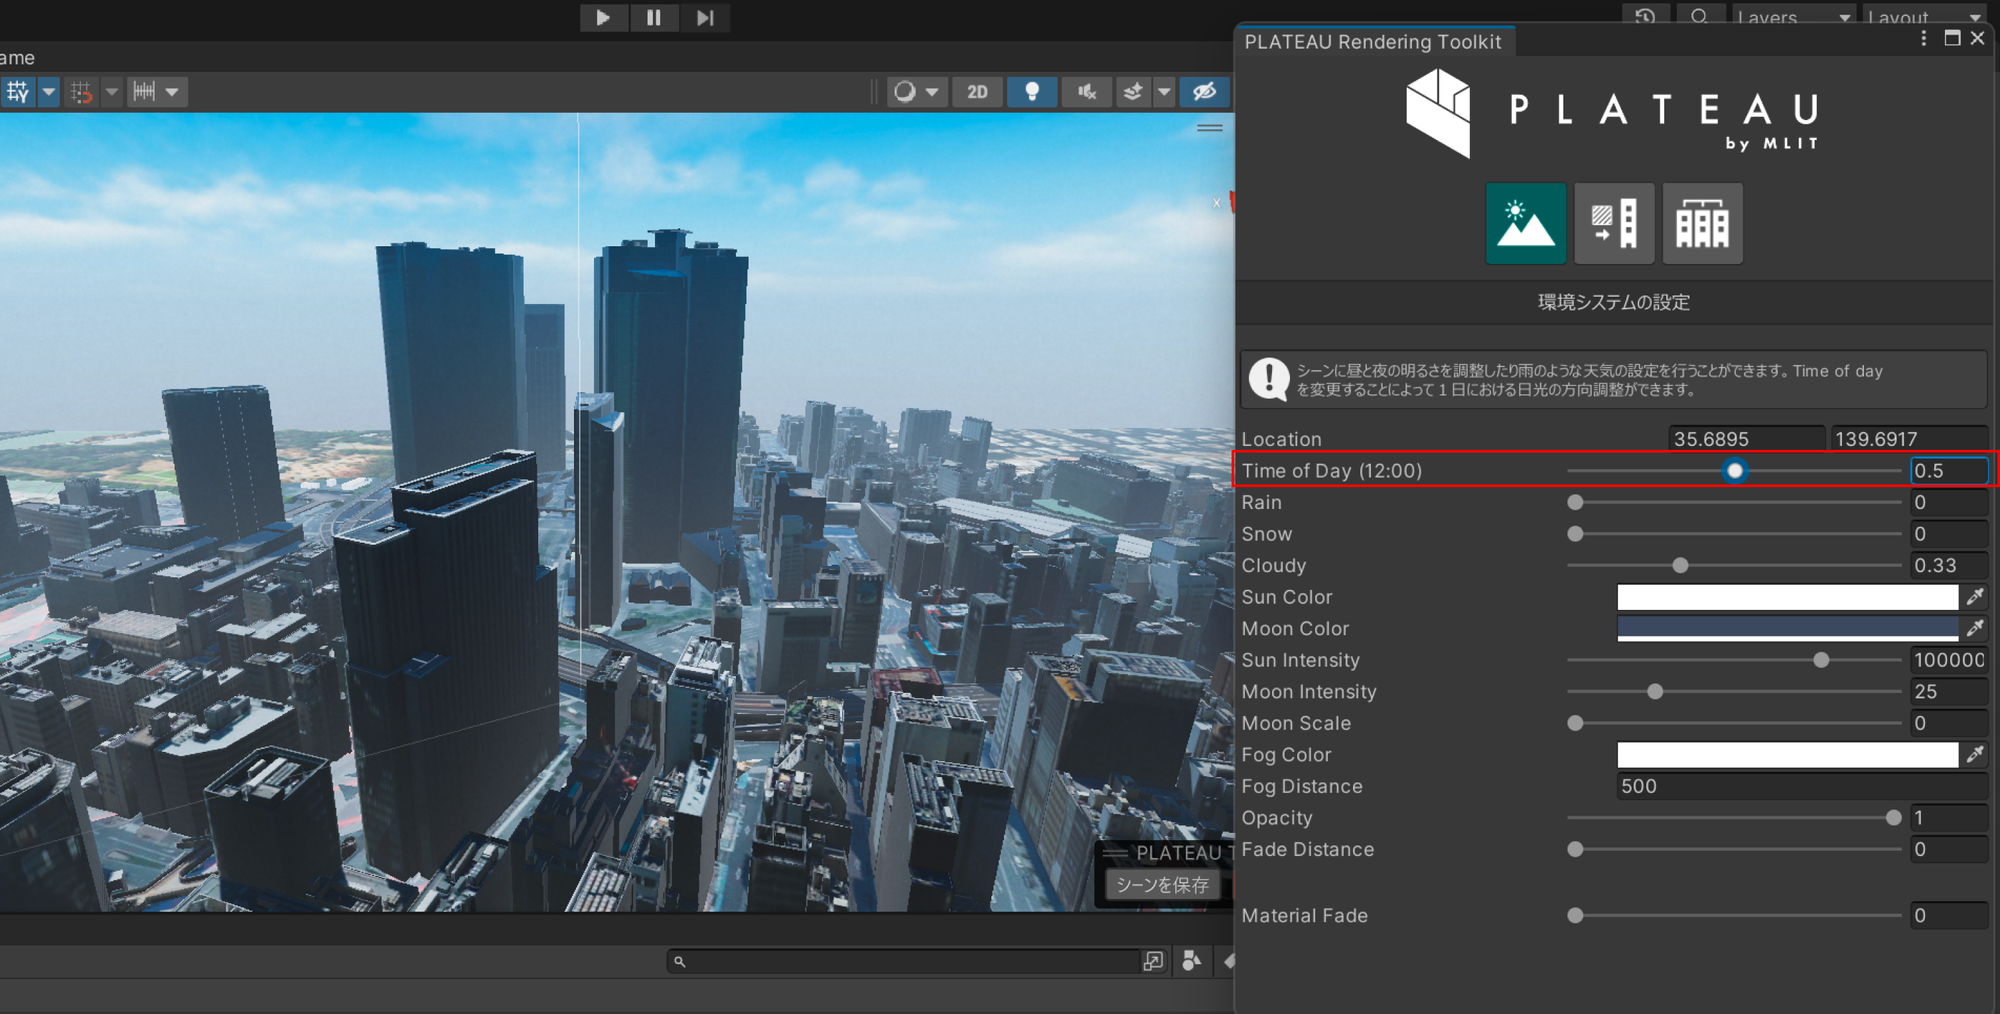 Layers
Layout
PLATEAU Rendering Toolkit
ame
2D
PLATEAU
by MLIT
x
環境システムの設定
シーンに昼と夜の明るさを調整したり雨のような天気の設定を行うことができます。Time of day
を変更することによって１日における日光の方向調整ができます。
Location 35.6895 139.6917
Time of Day (12:00) 0.5
Rain 0
Snow 0
Cloudy 0.33
Sun Color
Moon Color
Sun Intensity 100000
Moon Intensity 25
Moon Scale 0
Fog Color
Fog Distance 500
Opacity 1
Fade Distance 0
PLATEAU T
シーンを保存
Material Fade 0